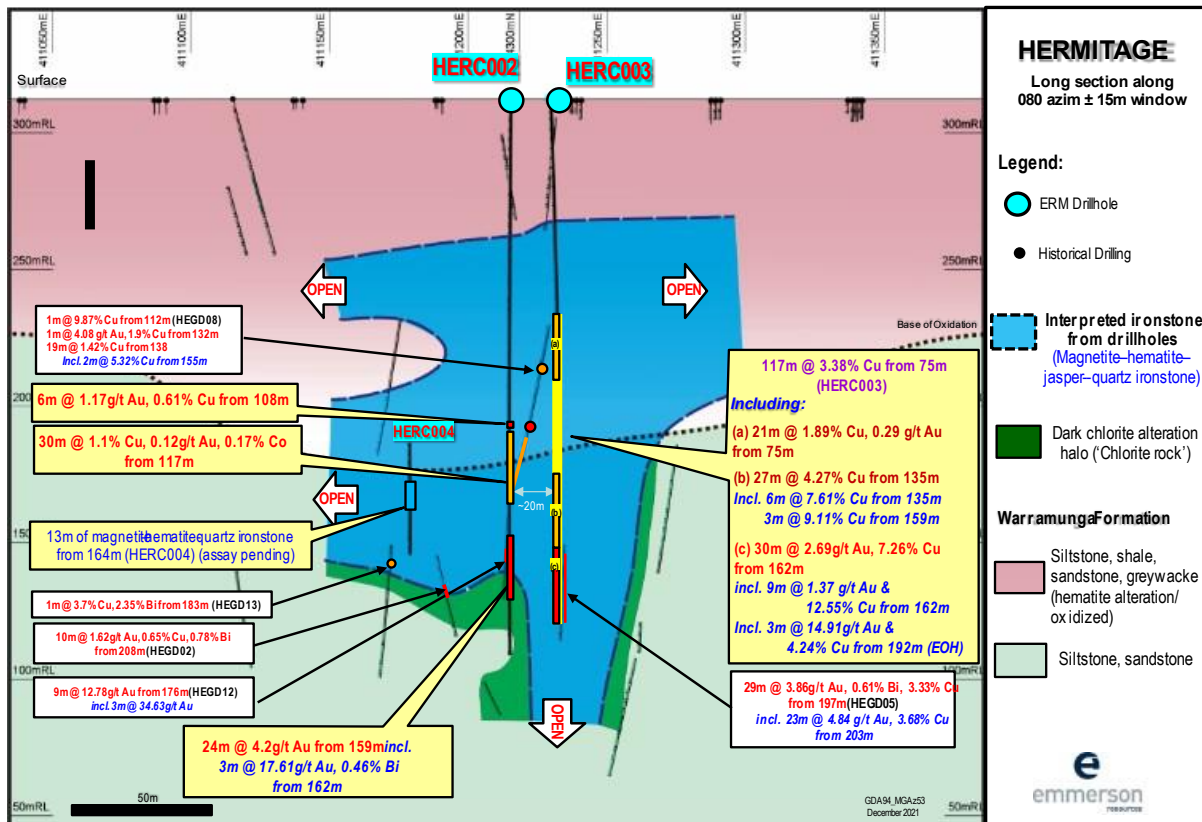 411050mE
411100mE
411150mE
411200mE
4300mN
411250mE
411300mE
411350mE
HERC002
HERC003
Surface
300mRL
300mRL
250mRL
250mRL
200mRL
200mRL
150mRL
150mRL
100mRL
100mRL
50mRL
50mRL
OPEN
OPEN
OPEN
OPEN
Base of Oxidation
1m@ 9.87% Cu from 112m (HEGD08)
1m@ 4.08 g/t Au, 1.9% Cu from 132m
19m @ 1.42% Cu from 138
Incl. 2m @ 5.32% Cu from 155m
6m @ 1.17g/t Au, 0.61% Cu from 108m
30m @ 1.1% Cu, 0.12g/t Au, 0.17% Co
from 117m
HERC004
~20m
(a)
(b)
(c)
13m of magnetite-hematitequartz ironstone
from 164m (HERC004) (assay pending)
1m @ 3.7% Cu, 2.35% Bi from 183m (HEGD13)
10m @ 1.62g/t Au, 0.65% Cu, 0.78% Bi
from 208m (HEGD02)
9m @ 12.78g/t Au from 176m (HEGD12)
incl. 3m @ 34.63g/t Au
24m @ 4.2g/t Au from 159m incl.
3m @ 17.61g/t Au, 0.46% Bi
from 162m
117m @ 3.38% Cu from 75m
(HERC003)
Including:
(a) 21m @ 1.89% Cu, 0.29 g/t Au
from 75m
(b) 27m @ 4.27% Cu from 135m
Incl. 6m @ 7.61% Cu from 135m
3m @ 9.11% Cu from 159m
(c) 30m @ 2.69g/t Au, 7.26% Cu
from 162m
incl. 9m @ 1.37 g/t Au &
12.55% Cu from 162m
Incl. 3m @ 14.91g/t Au &
4.24% Cu from 192m (EOH)
29m @ 3.86g/t Au, 0.61% Bi, 3.33% Cu
from 197m (HEGD05)
incl. 23m @ 4.84 g/t Au, 3.68% Cu
from 203m
50m
GDA94_MGAz53
December 2021
HERMITAGE
Long section along
080 azim ± 15m window
Legend:
ERM Drillhole
Historical Drilling
Interpreted ironstone
from drillholes
(Magnetite–hematite–
jasper–quartz ironstone)
Dark chlorite alteration
halo ('Chlorite rock')
Warramunga Formation
Siltstone, shale,
sandstone, greywacke
(hematite alteration/
oxidized)
Siltstone, sandstone
emmerson
resources